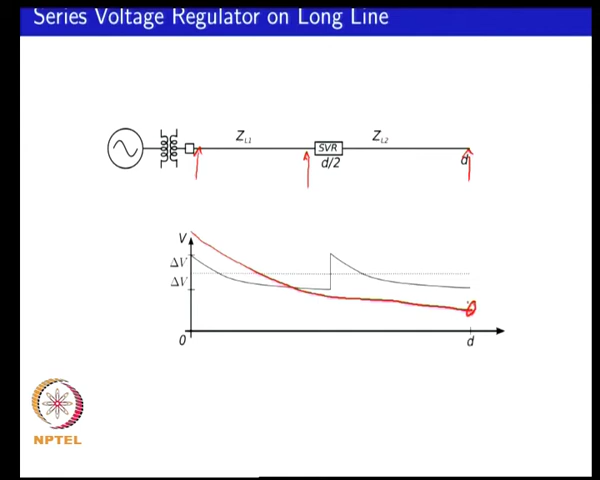 Series Voltage Regulator on Long Line
Z_L1
SVR
Z_L2
d/2
d
V
ΔV
ΔV
0
d
NPTEL